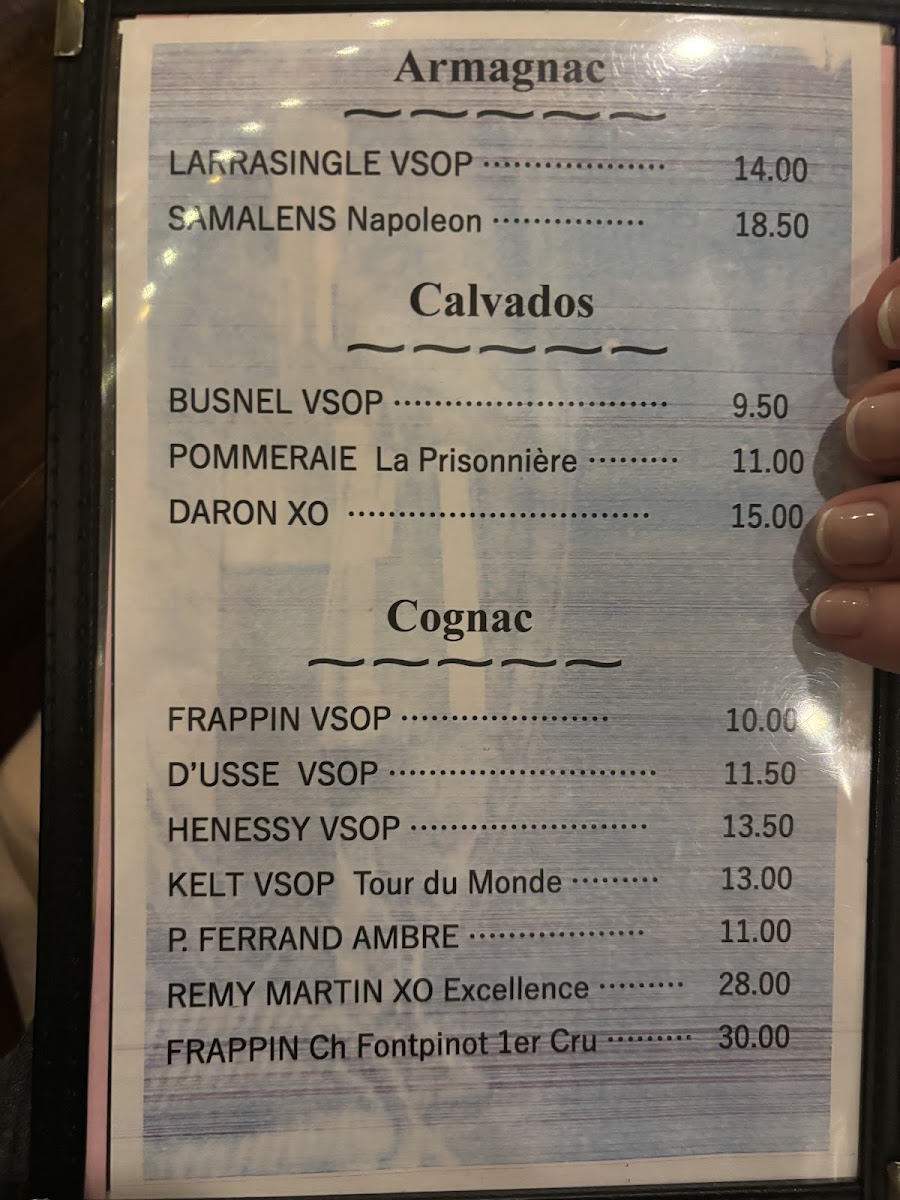 Armagnac
LARRASINGLE VSOP .................. 14.00
SAMALENS Napoleon ............... 18.50
Calvados
BUSNEL VSOP ........................... 9.50
POMMERAIE La Prisonnière ......... 11.00
DARON XO .............................. 15.00
Cognac
FRAPPIN VSOP ..................... 10.00
D'USSE VSOP ........................... 11.50
HENESSY VSOP ........................ 13.50
KELT VSOP Tour du Monde ......... 13.00
P. FERRAND AMBRE .................. 11.00
REMY MARTIN XO Excellence ......... 28.00
FRAPPIN Ch Fontpinot 1er Cru ......... 30.00